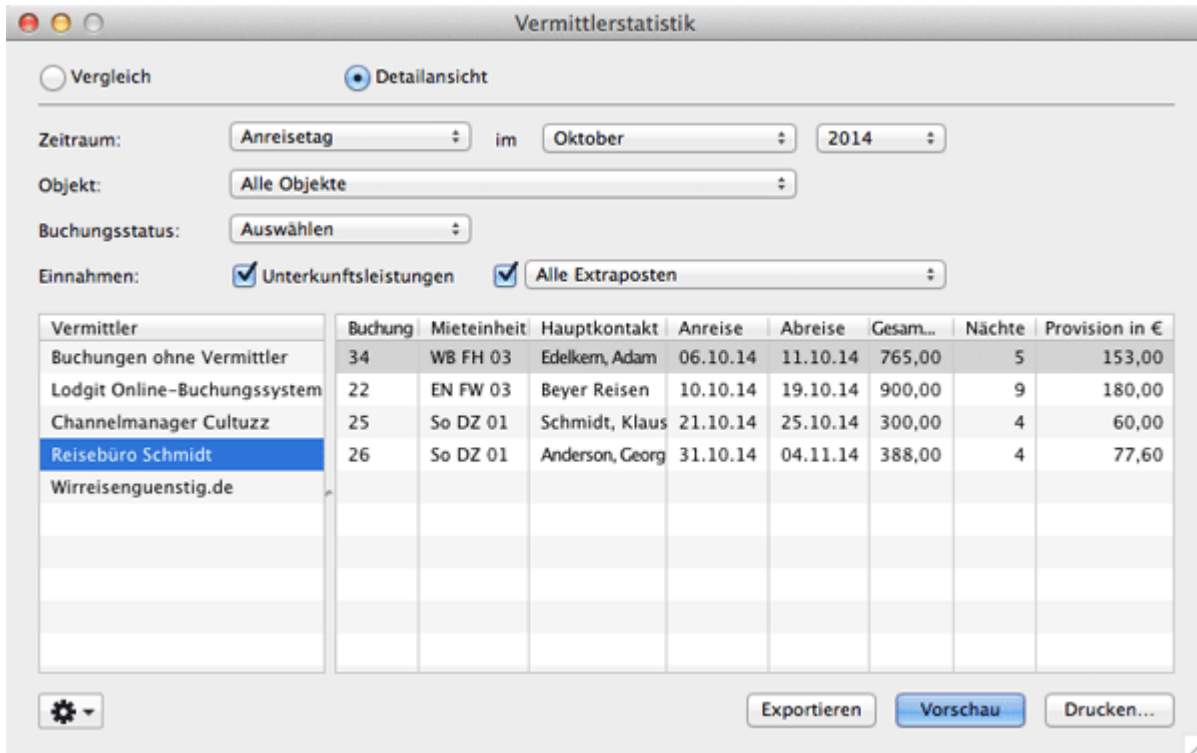 Vermittlerstatistik
Vergleich Detailansicht
Zeitraum: Anreisetag im Oktober 2014
Objekt: Alle Objekte
Buchungsstatus: Auswählen
Einnahmen: Unterkunftsleistungen Alle Extraposten
Vermittler Buchung Mieteinheit Hauptkontakt Anreise Abreise Gesam... Nächte Provision in €
Buchungen ohne Vermittler 34 WB FH 03 Edelkern, Adam 06.10.14 11.10.14 765,00 5 153,00
Lodgit Online-Buchungssystem 22 EN FW 03 Beyer Reisen 10.10.14 19.10.14 900,00 9 180,00
Channelmanager Cultuzz 25 So DZ 01 Schmidt, Klaus 21.10.14 25.10.14 300,00 4 60,00
Reisebüro Schmidt 26 So DZ 01 Anderson, Georg 31.10.14 04.11.14 388,00 4 77,60
Wirreisenguenstig.de
Exportieren Vorschau Drucken...